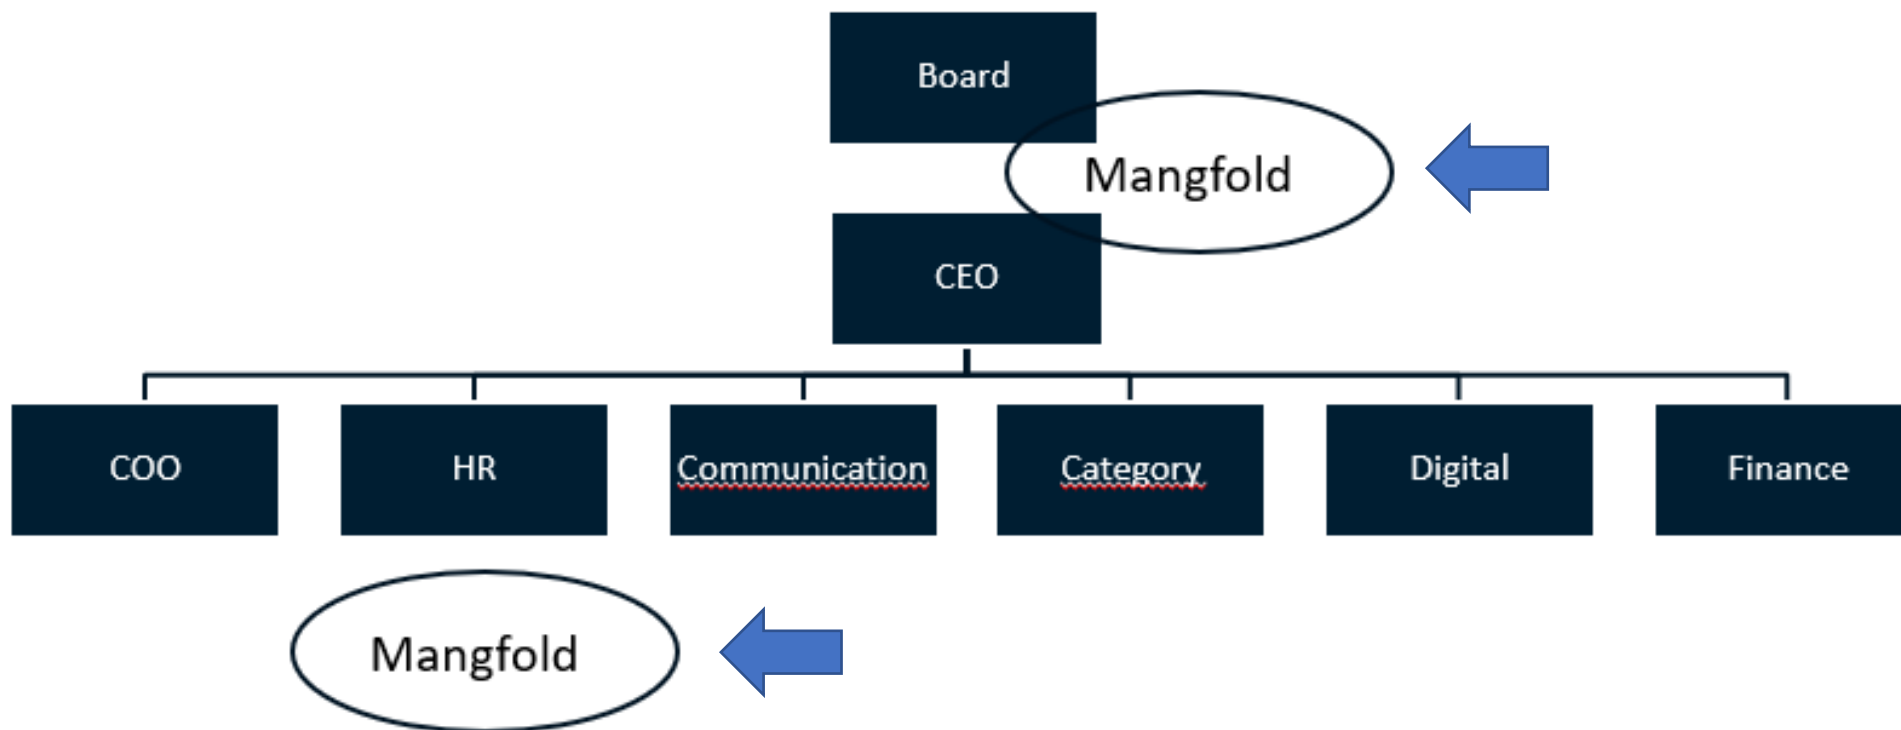 Board
Mangfold
CEO
COO
HR
Communication
Category
Digital
Finance
Mangfold